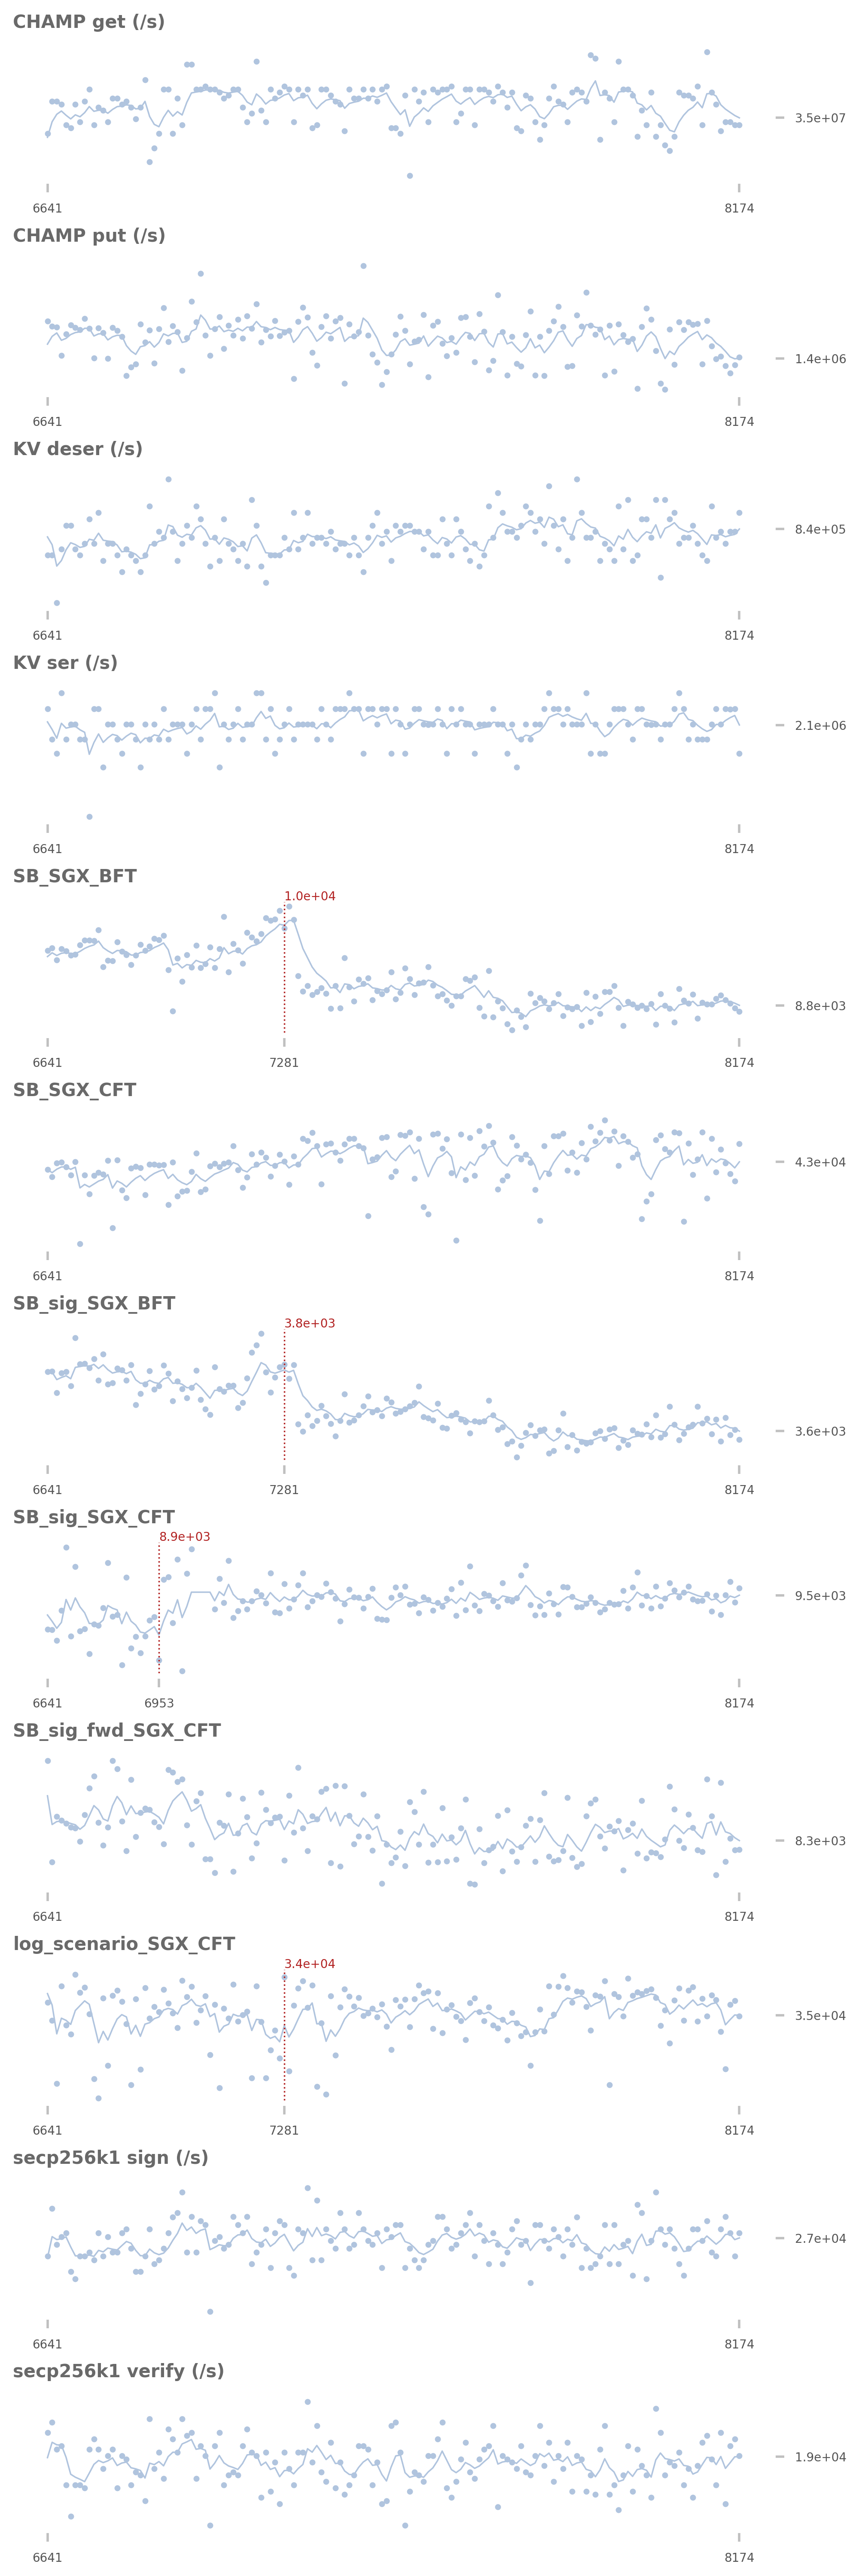 CHAMP get (/s)
3.5e+07
6641 8174
CHAMP put (/s)
1.4e+06
6641 8174
KV deser (/s)
8.4e+05
6641 8174
KV ser (/s)
2.1e+06
6641 8174
SB_SGX_BFT
1.0e+04
8.8e+03
6641 7281 8174
SB_SGX_CFT
4.3e+04
6641 8174
SB_sig_SGX_BFT
3.8e+03
3.6e+03
6641 7281 8174
SB_sig_SGX_CFT
8.9e+03
9.5e+03
6641 6953 8174
SB_sig_fwd_SGX_CFT
8.3e+03
6641 8174
log_scenario_SGX_CFT
3.4e+04
3.5e+04
6641 7281 8174
secp256k1 sign (/s)
2.7e+04
6641 8174
secp256k1 verify (/s)
1.9e+04
6641 8174